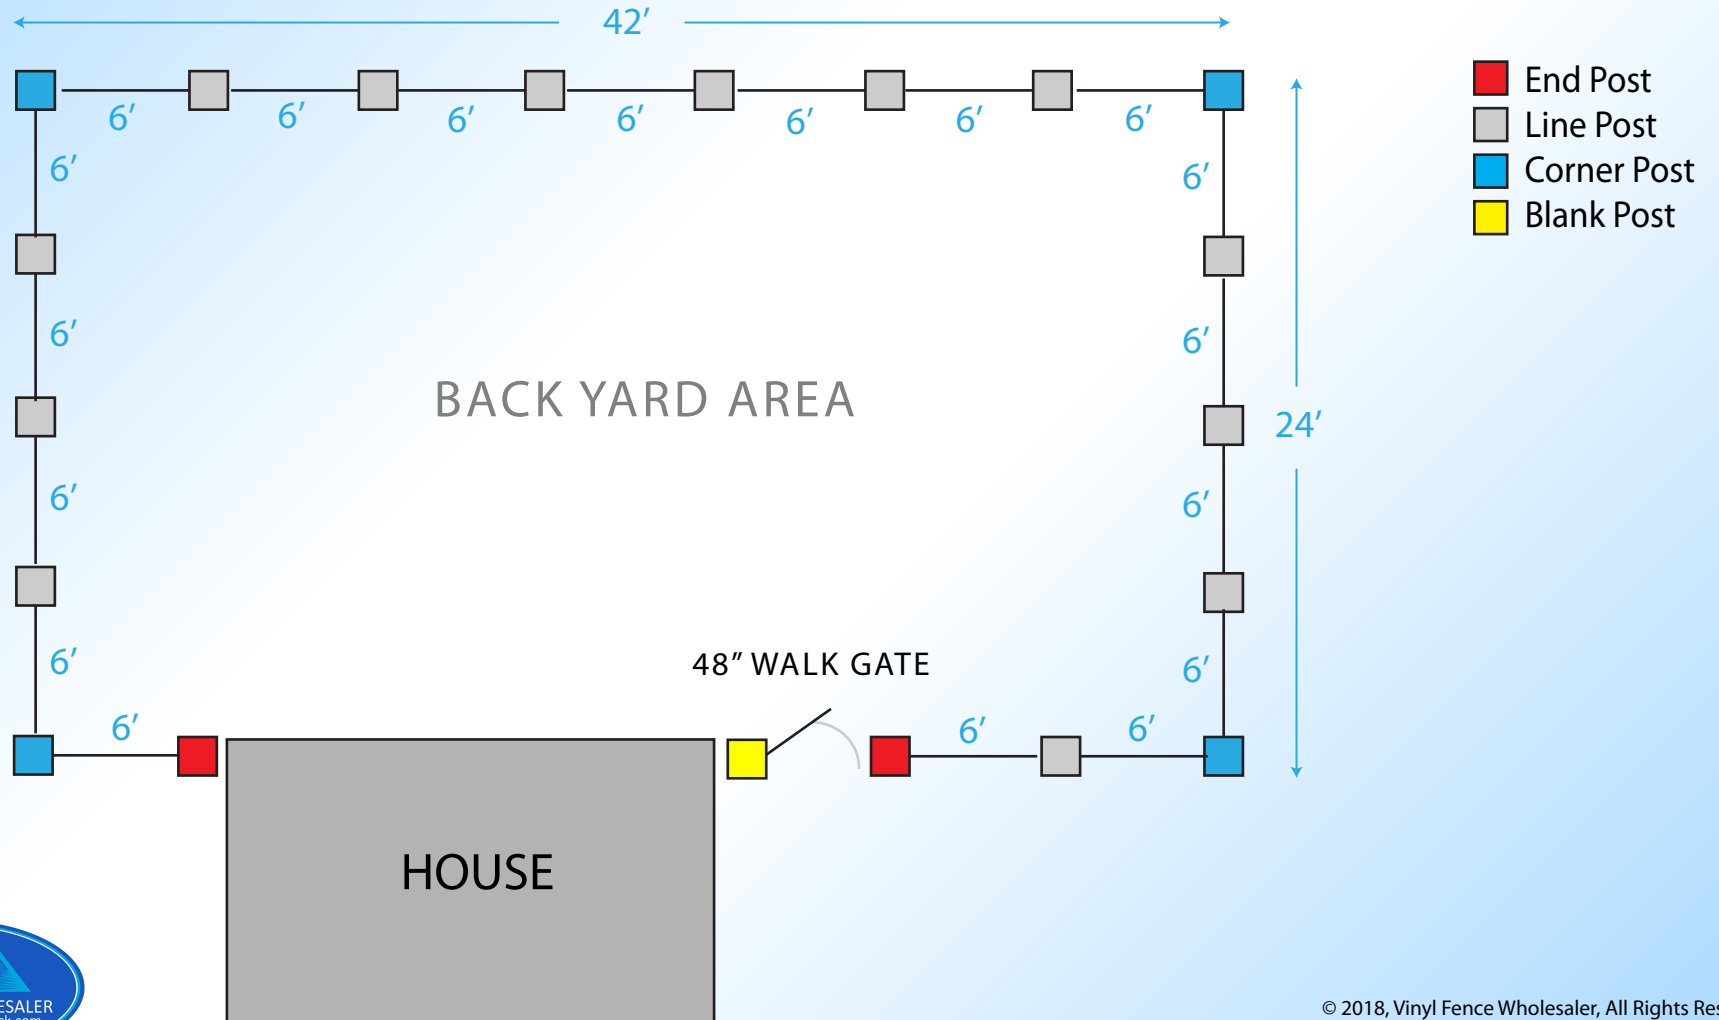 42’
End Post
Line Post
Corner Post
Blank Post
6’ 6’ 6’ 6’ 6’ 6’ 6’
6’ 6’
6’ 6’
BACK YARD AREA
24’
6’ 6’
48” WALK GATE
6’ 6’
6’ 6’ 6’
HOUSE
© 2018, Vinyl Fence Wholesaler, All Rights Res
ESALER